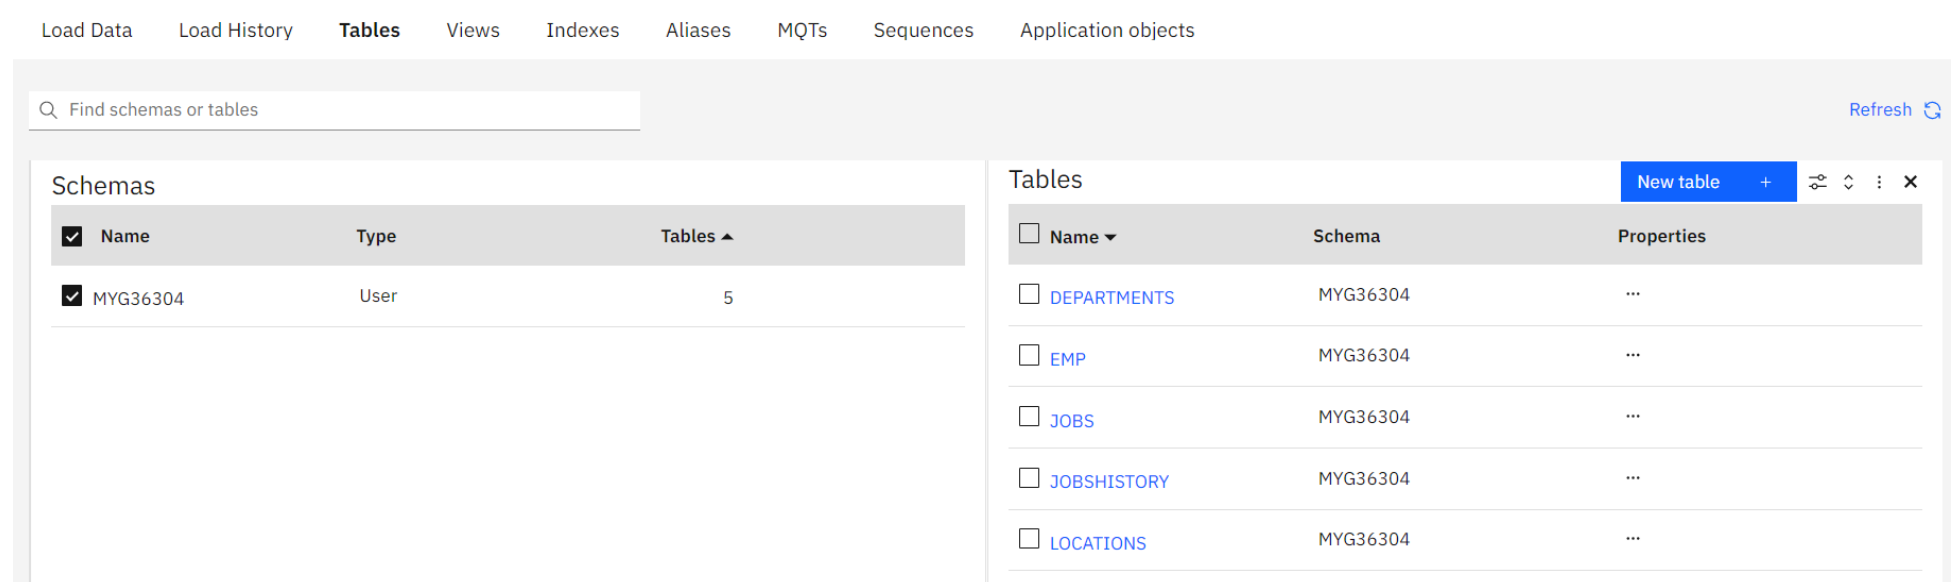 Load Data Load History Tables Views Indexes Aliases MQTs Sequences Application objects
Find schemas or tables
Refresh
Schemas
Name Type Tables
MYG36304 User 5
Tables
New table +
Name Schema Properties
DEPARTMENTS MYG36304 ...
EMP MYG36304 ...
JOBS MYG36304 ...
JOBSHISTORY MYG36304 ...
LOCATIONS MYG36304 ...